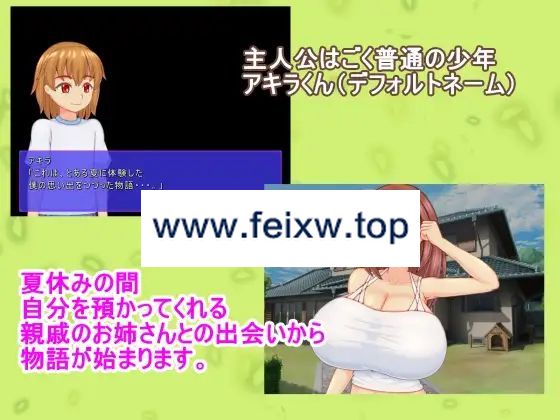 主人公はごく普通の少年
アキラくん（デフォルトネーム）
アキラ
「これは、とある夏に体験した
僕の思い出をつづった物語・・・。」
www.feixw.top
夏休みの間
自分を預かってくれる
親戚のお姉さんとの出会いから
物語が始まります。